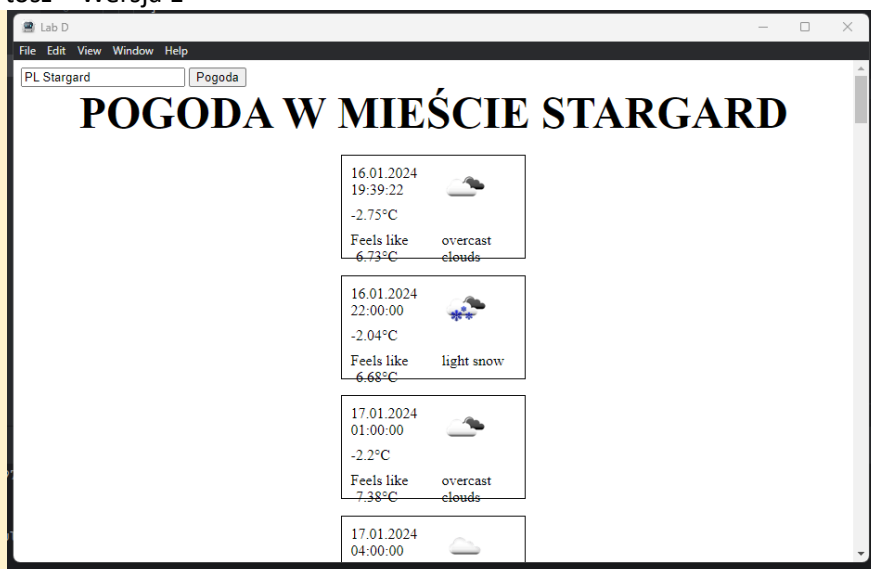 Wersja
Lab D
File Edit View Window Help
PL Stargard Pogoda
POGODA W MIEŚCIE STARGARD
16.01.2024
19:39:22
-2.75°C
Feels like overcast
-6.73°C clouds
16.01.2024
22:00:00
-2.04°C
Feels like light snow
-6.68°C
17.01.2024
01:00:00
-2.2°C
Feels like overcast
-7.38°C clouds
17.01.2024
04:00:00